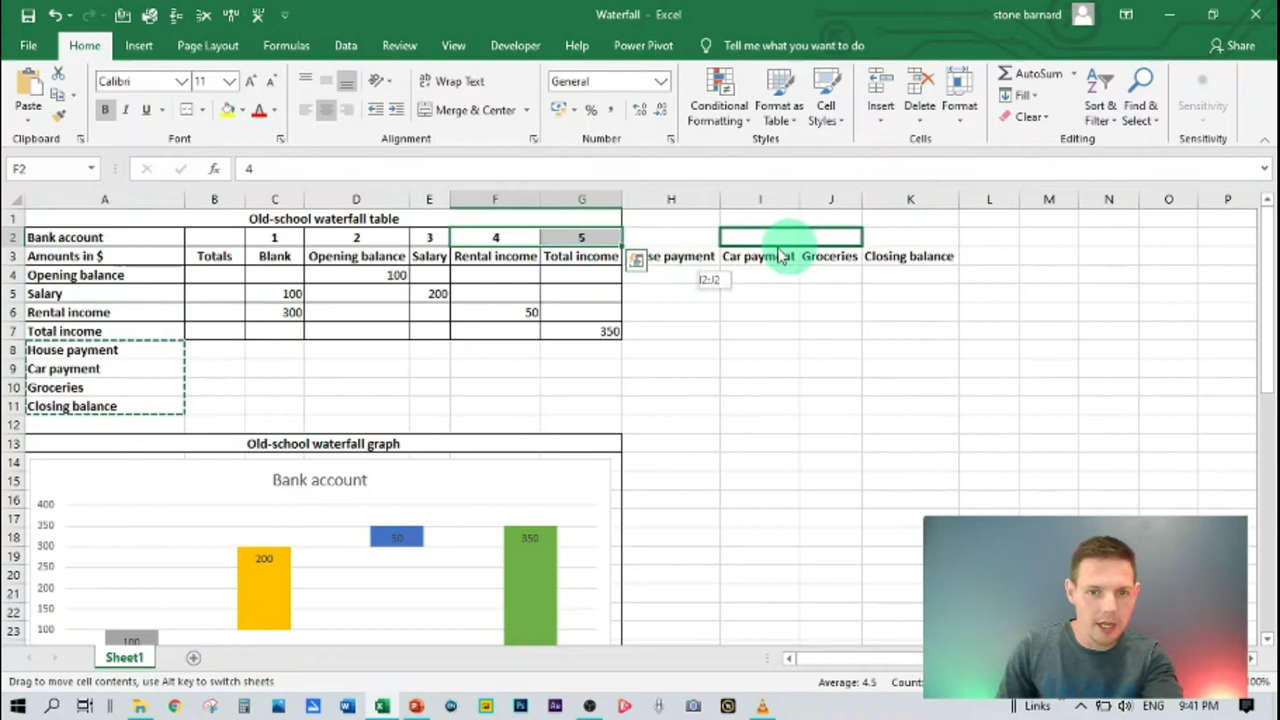 Waterfall - Excel
stone barnard
File Home Insert Page Layout Formulas Data Review View Developer Help Power Pivot Tell me what you want to do Share
Calibri 11 Wrap Text General AutoSum
Paste B I U Merge & Center % Conditional Formatting Format as Table Cell Styles Insert Delete Format Fill Clear Sort & Filter Find & Select Sensitivity
Clipboard Font Alignment Number Styles Cells Editing Sensitivity
F2 fx 4
A B C D E F G H I J K L M N O P
1 Old-school waterfall table
2 Bank account 1 2 3 4 5
3 Amounts in $ Totals Blank Opening balance Salary Rental income Total income se payment Car payment Groceries Closing balance
4 Opening balance 100
I2:J2
5 Salary 100 200
6 Rental income 300 50
7 Total income 350
8 House payment
9 Car payment
10 Groceries
11 Closing balance
12
13 Old-school waterfall graph
14
15 Bank account
16 400
17 350
18 300 50 350
19 250 200
20 200
21
22 150
23 100 100
Sheet1
Drag to move cell contents, use Alt key to switch sheets Average: 4.5 Count: 100%
Links ENG 9:41 PM